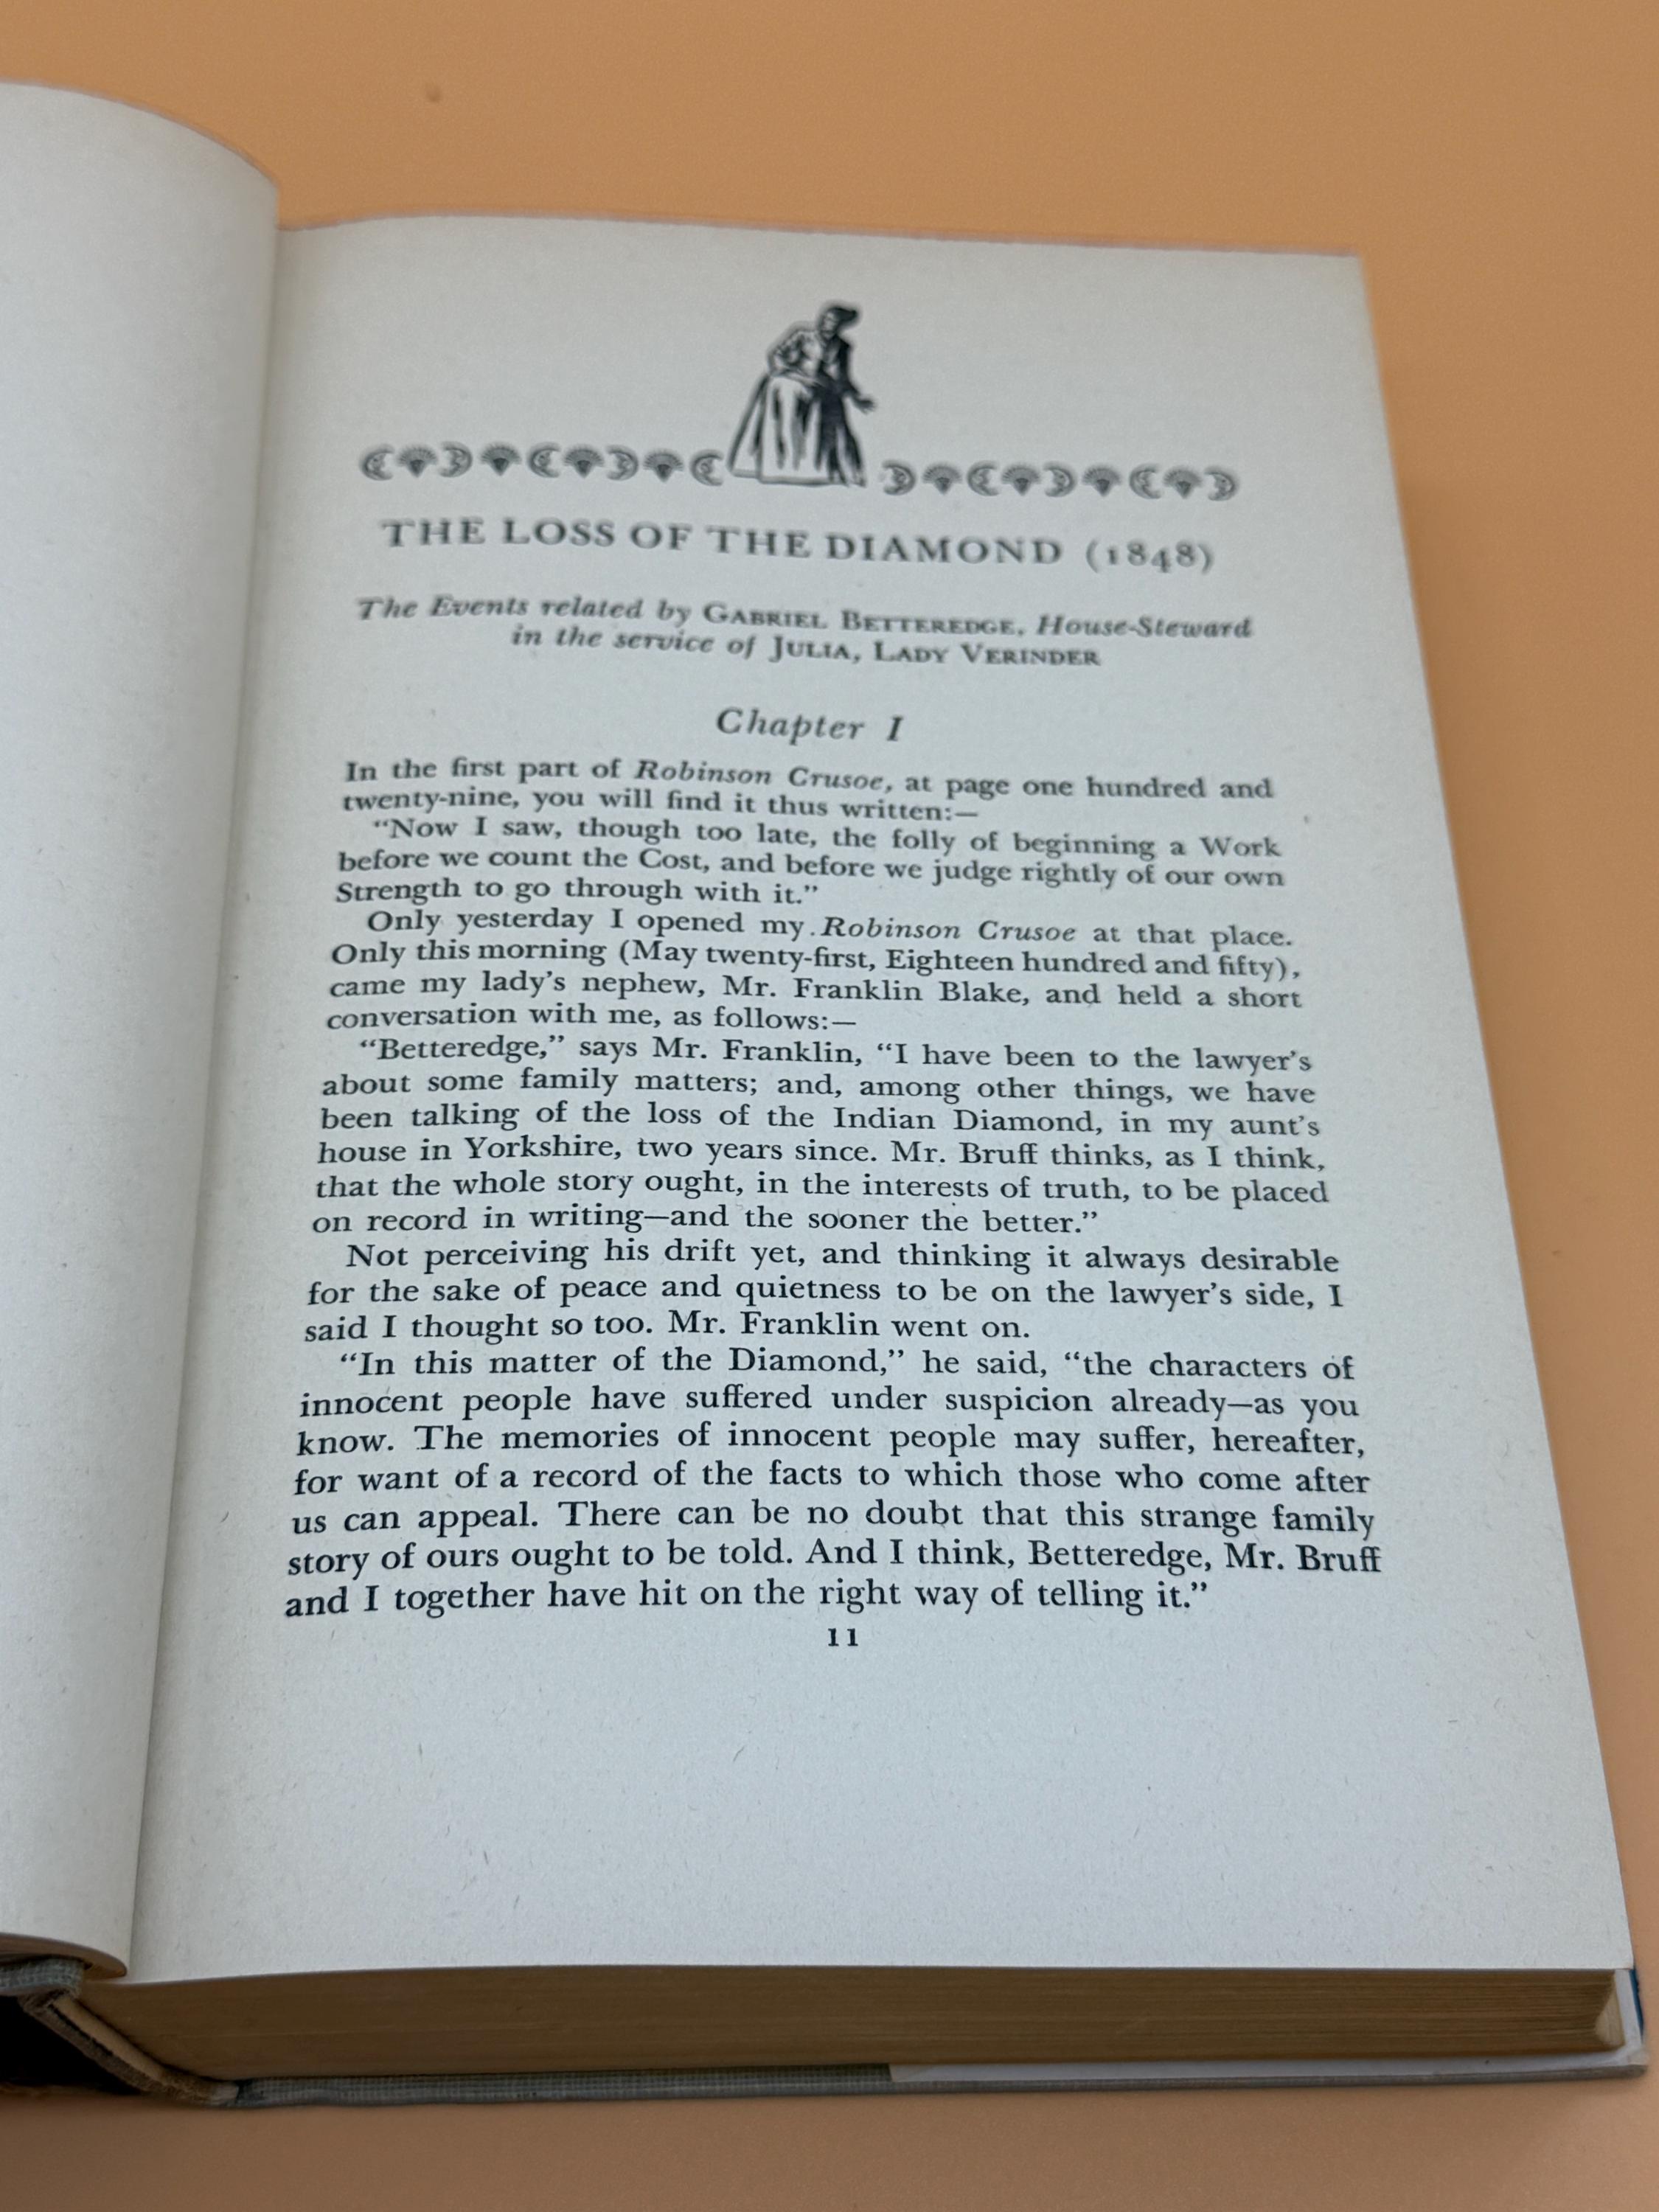 THE LOSS OF THE DIAMOND (1848)
The Events related by GABRIEL BETTEREDGE, House-Steward
in the service of JULIA, LADY VERINDER
Chapter I
In the first part of Robinson Crusoe, at page one hundred and
twenty-nine, you will find it thus written:—
“Now I saw, though too late, the folly of beginning a Work
before we count the Cost, and before we judge rightly of our own
Strength to go through with it.”
Only yesterday I opened my Robinson Crusoe at that place.
Only this morning (May twenty-first, Eighteen hundred and fifty),
came my lady’s nephew, Mr. Franklin Blake, and held a short
conversation with me, as follows:—
“Betteredge,” says Mr. Franklin, “I have been to the lawyer’s
about some family matters; and, among other things, we have
been talking of the loss of the Indian Diamond, in my aunt’s
house in Yorkshire, two years since. Mr. Bruff thinks, as I think,
that the whole story ought, in the interests of truth, to be placed
on record in writing—and the sooner the better.”
Not perceiving his drift yet, and thinking it always desirable
for the sake of peace and quietness to be on the lawyer’s side, I
said I thought so too. Mr. Franklin went on.
“In this matter of the Diamond,” he said, “the characters of
innocent people have suffered under suspicion already—as you
know. The memories of innocent people may suffer, hereafter,
for want of a record of the facts to which those who come after
us can appeal. There can be no doubt that this strange family
story of ours ought to be told. And I think, Betteredge, Mr. Bruff
and I together have hit on the right way of telling it.”
11